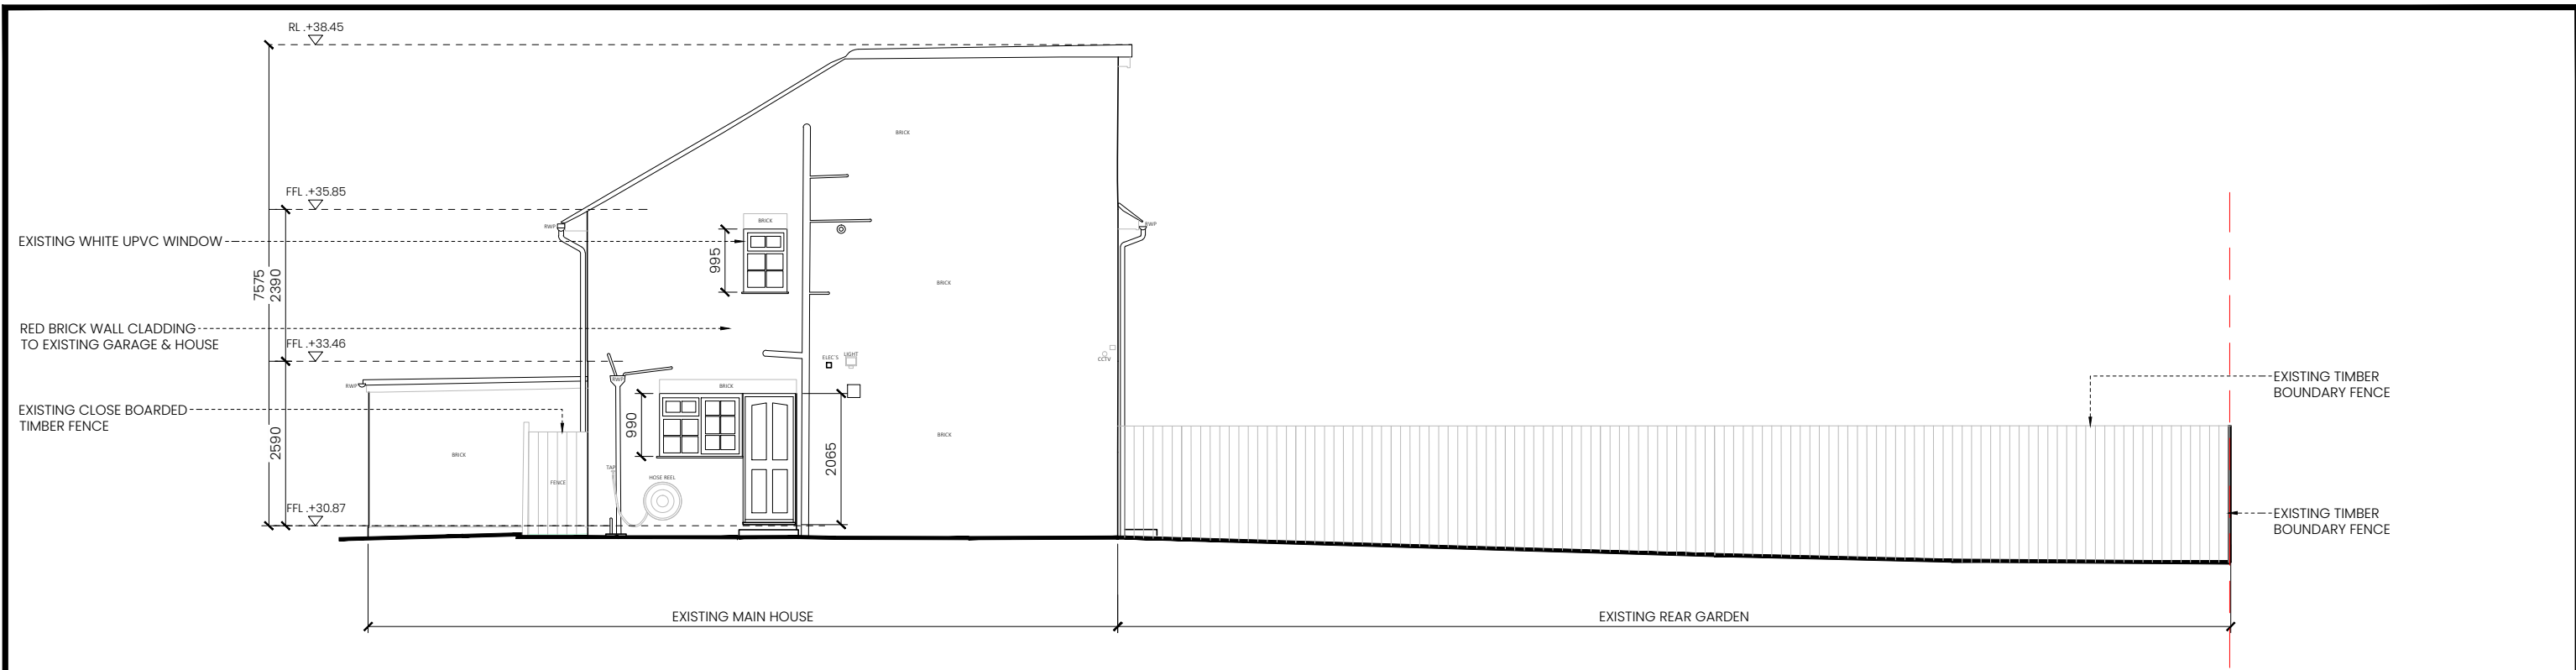 RL .+38.45
BRICK
FFL .+35.85
BRICK
RWP
RWP
EXISTING WHITE UPVC WINDOW
995
7575
2390
BRICK
RED BRICK WALL CLADDING
TO EXISTING GARAGE & HOUSE
FFL .+33.46
ELEC'S
LIGHT
CCTV
RWP
RWP
BRICK
EXISTING TIMBER
BOUNDARY FENCE
EXISTING CLOSE BOARDED
TIMBER FENCE
990
2590
2065
BRICK
BRICK
TAP
HOSE REEL
FENCE
FFL .+30.87
EXISTING TIMBER
BOUNDARY FENCE
EXISTING MAIN HOUSE
EXISTING REAR GARDEN